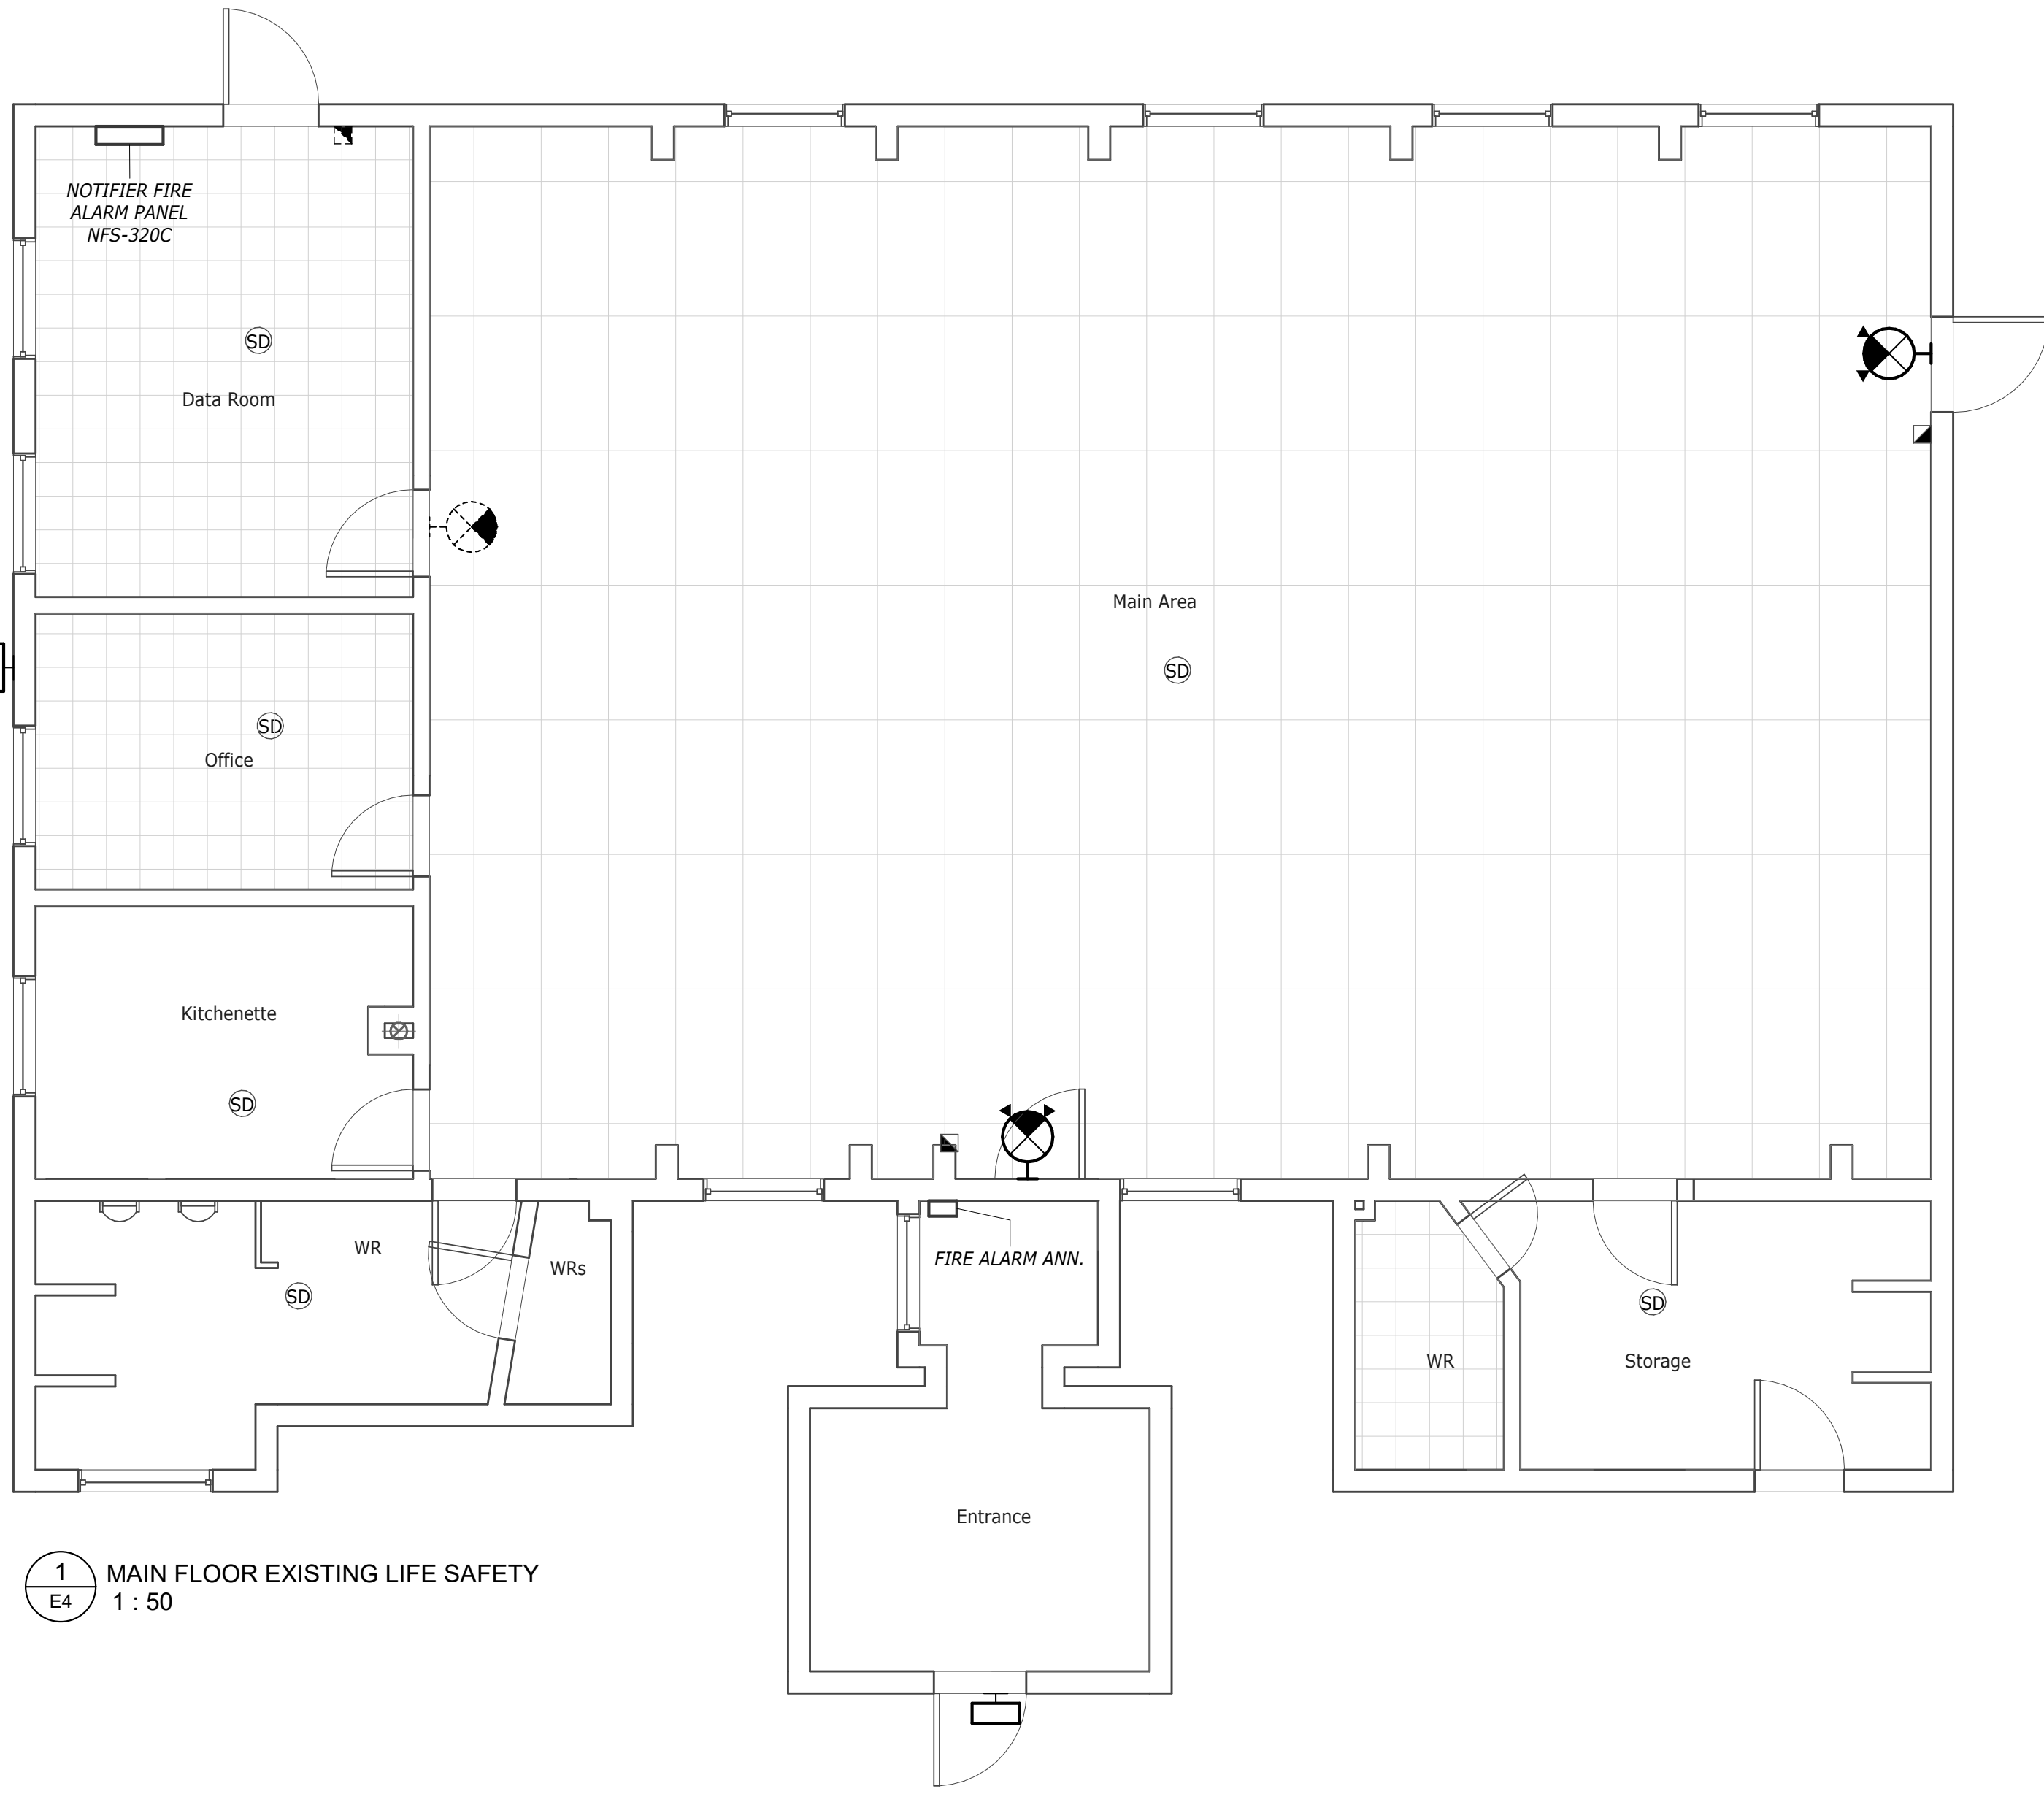 NOTIFIER FIRE
ALARM PANEL
NFS-320C
SD
Data Room
Main Area
SD
SD
Office
Kitchenette
SD
WR
WRs
SD
FIRE ALARM ANN.
SD
WR
Storage
Entrance
1
E4
MAIN FLOOR EXISTING LIFE SAFETY
1 : 50